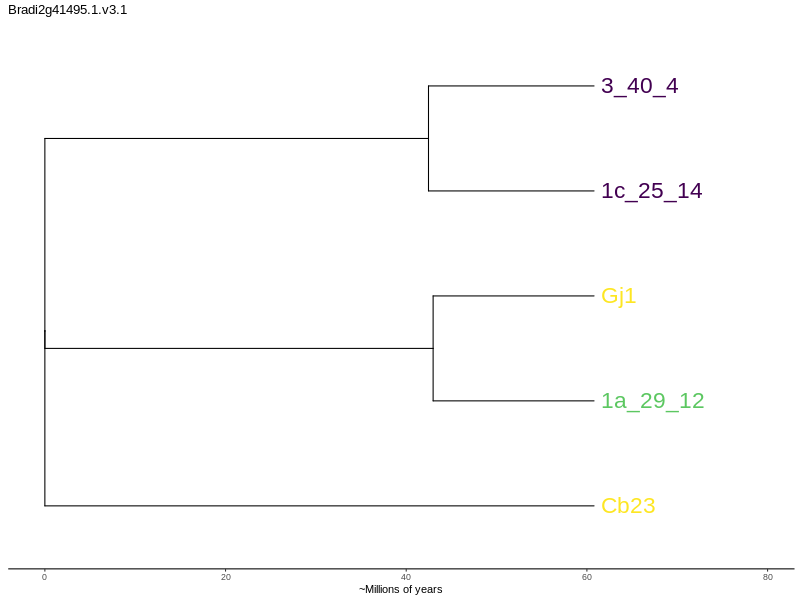 Bradi2g41495.1.v3.1
3_40_4
1c_25_14
Gj1
1a_29_12
Cb23
0 20 40 60 80
~Millions of years